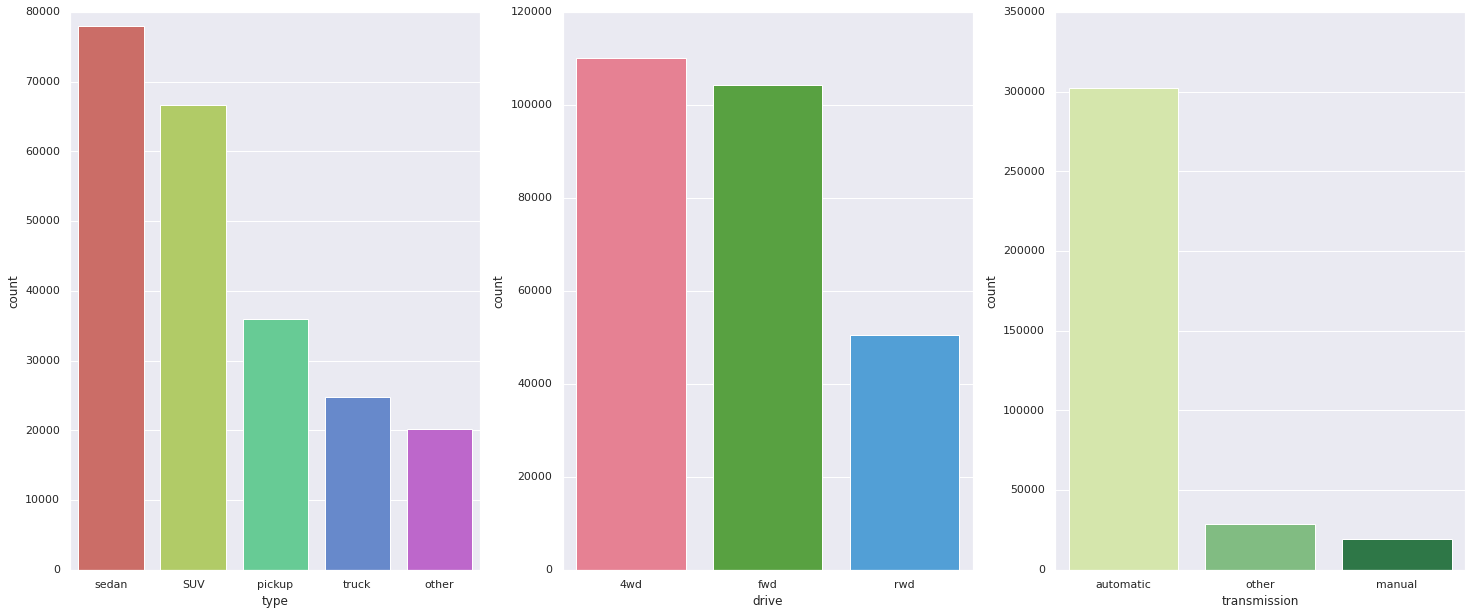 80000
70000
60000
50000
40000
30000
20000
10000
0
count
sedan SUV pickup truck other
type
120000
100000
80000
60000
40000
20000
0
count
4wd fwd rwd
drive
350000
300000
250000
200000
150000
100000
50000
0
count
automatic other manual
transmission